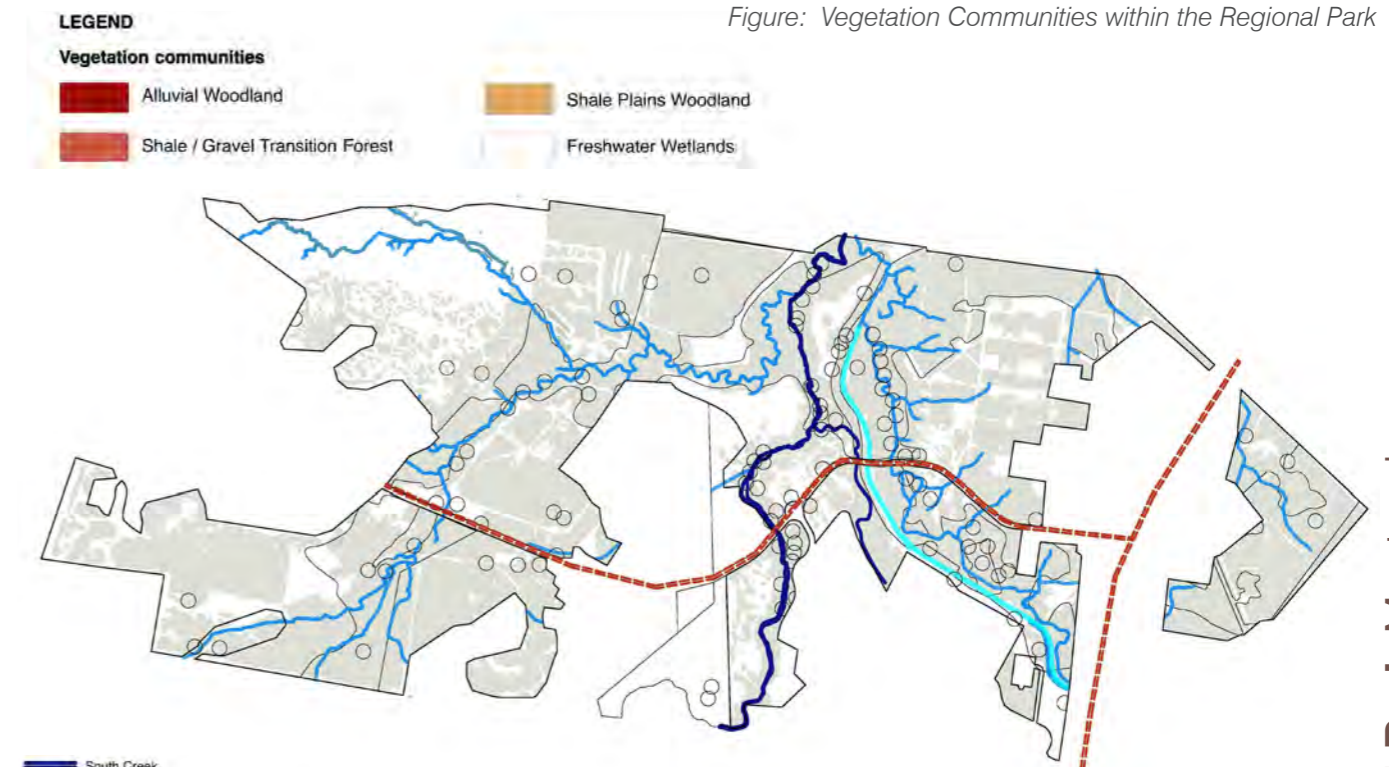 Figure: Vegetation Communities within the Regional Park
LEGEND
Vegetation communities
Alluvial Woodland
Shale Plains Woodland
Shale / Gravel Transition Forest
Freshwater Wetlands
South Creek